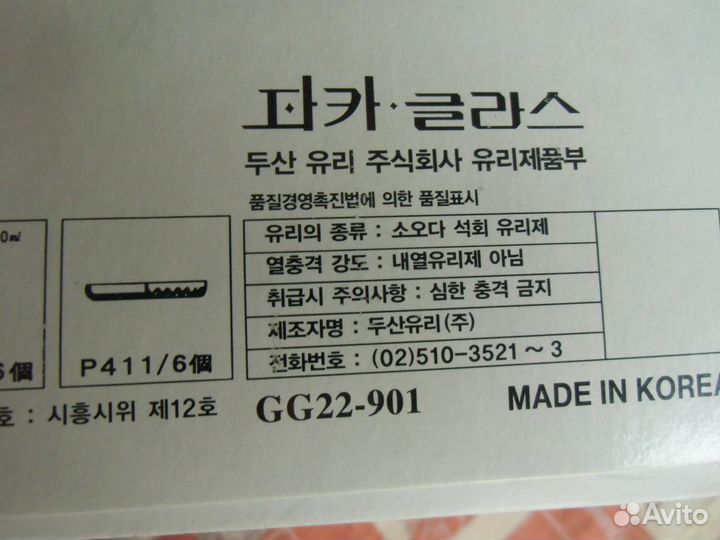 파카·글라스
두산 유리 주식회사 유리제품부
품질경영촉진법에 의한 품질표시
유리의 종류 : 소오다 석회 유리제
열충격 강도 : 내열유리제 아님
취급시 주의사항 : 심한 충격 금지
제조자명 : 두산유리(주)
전화번호 : (02)510-3521~3
0㎖
6個
P411/6個
호 : 시흥시위 제12호
GG22-901
MADE IN KOREA
Avito